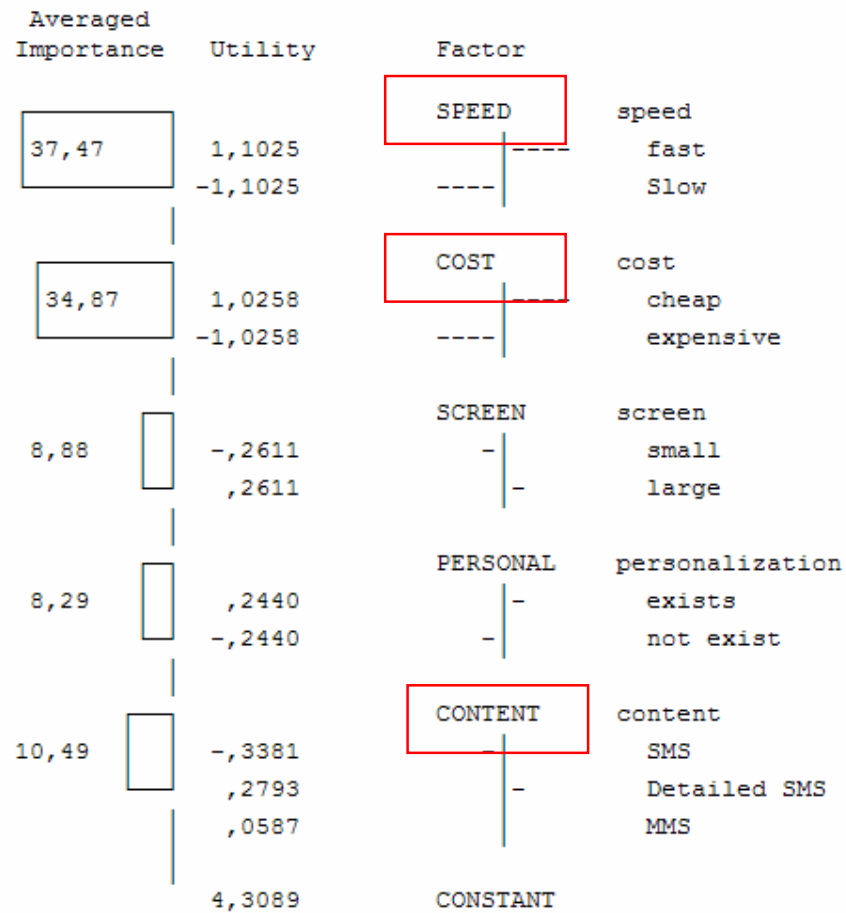 Averaged
Importance Utility Factor
SPEED speed
37,47 1,1025 ---- fast
-1,1025 ---- Slow
COST cost
34,87 1,0258 ---- cheap
-1,0258 ---- expensive
SCREEN screen
8,88 -,2611 - small
,2611 - large
PERSONAL personalization
8,29 ,2440 - exists
-,2440 - not exist
CONTENT content
10,49 -,3381 - SMS
,2793 - Detailed SMS
,0587 MMS
4,3089 CONSTANT